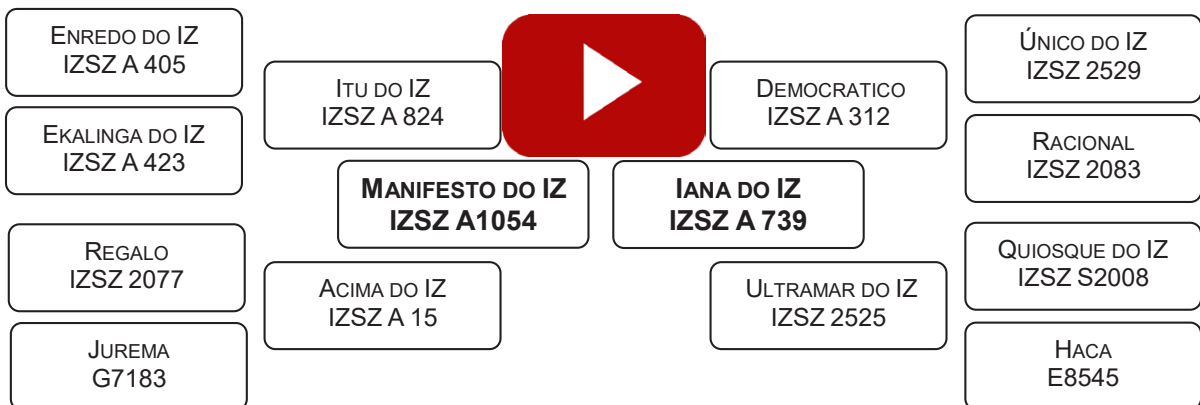 ENREDO DO IZ
IZSZ A 405
EKALINGA DO IZ
IZSZ A 423
REGALO
IZSZ 2077
JUREMA
G7183
ITU DO IZ
IZSZ A 824
ACIMA DO IZ
IZSZ A 15
MANIFESTO DO IZ
IZSZ A1054
IANA DO IZ
IZSZ A 739
DEMOCRATICO
IZSZ A 312
ULTRAMAR DO IZ
IZSZ 2525
ÚNICO DO IZ
IZSZ 2529
RACIONAL
IZSZ 2083
QUIOSQUE DO IZ
IZSZ S2008
HACA
E8545